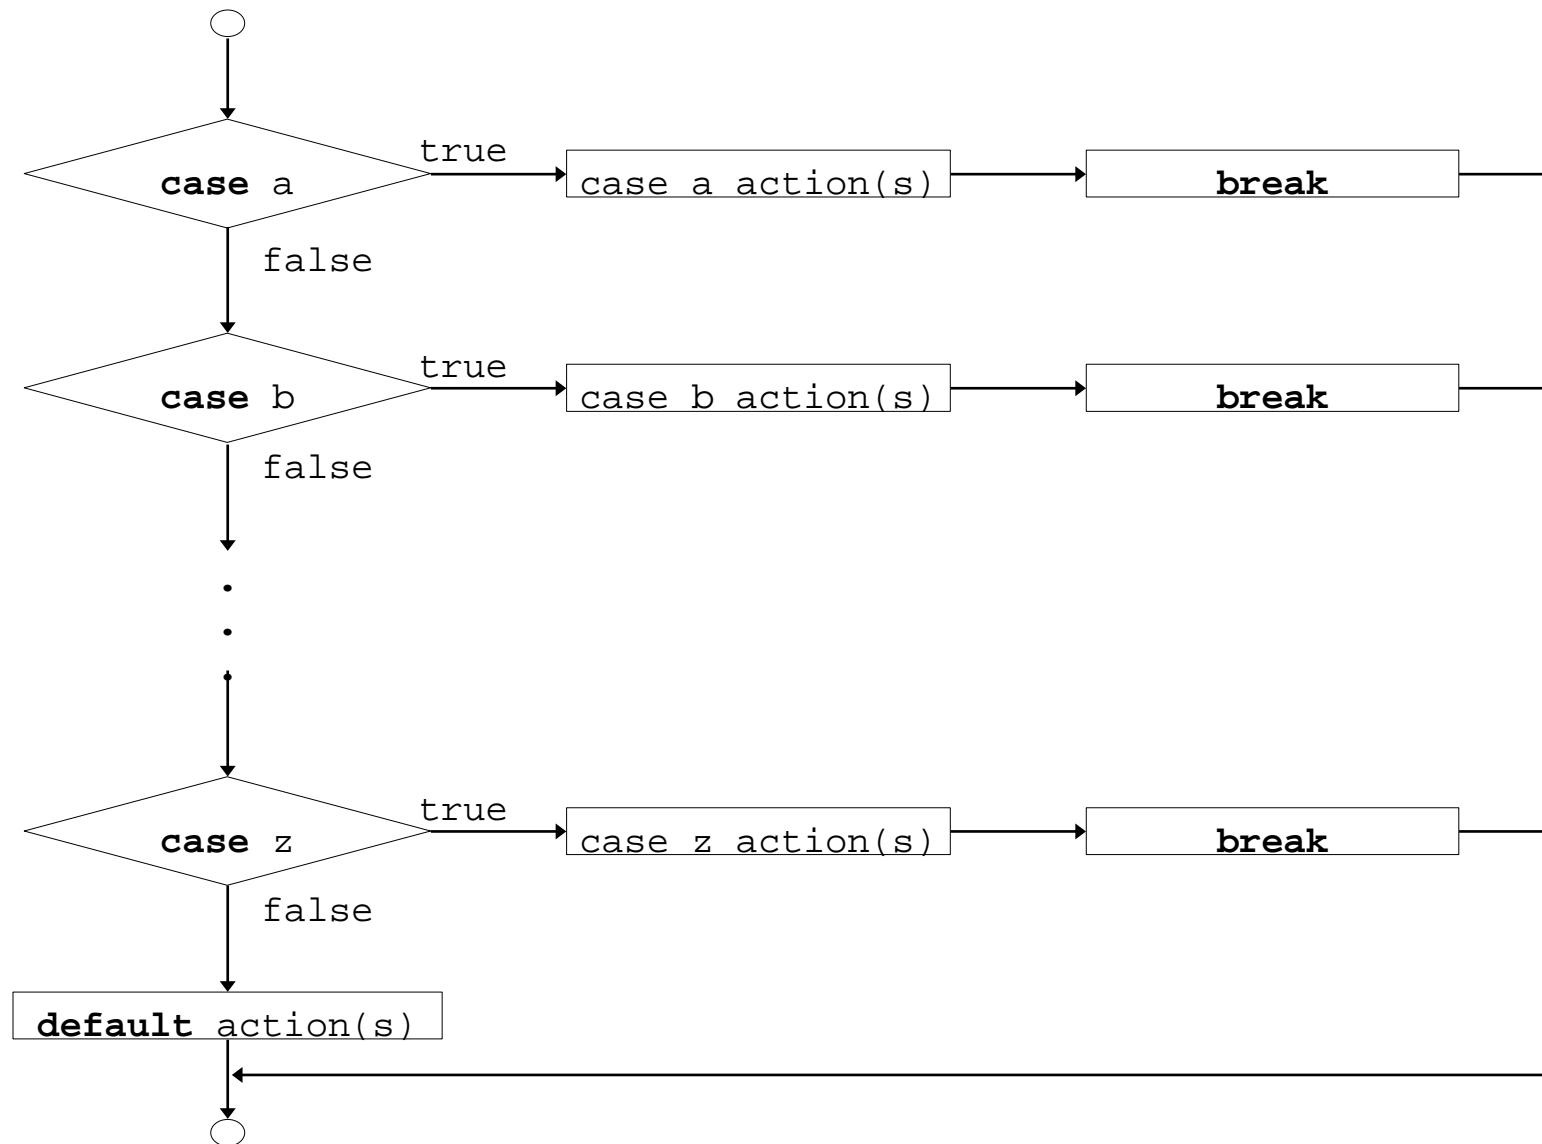 true
case a
case a action(s)
break
false
true
case b
case b action(s)
break
false
.
.
.
true
case z
case z action(s)
break
false
default action(s)